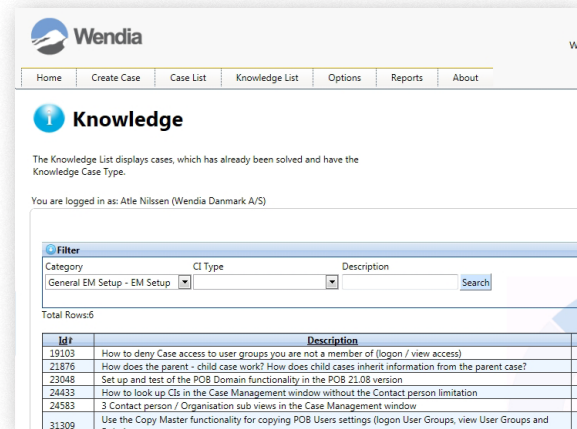 Wendia
W
Home Create Case Case List Knowledge List Options Reports About
Knowledge
The Knowledge List displays cases, which has already been solved and have the
Knowledge Case Type.
You are logged in as: Atle Nilssen (Wendia Danmark A/S)
Filter
Category CI Type Description
General EM Setup - EM Setup Search
Total Rows:6
Id Description
19103 How to deny Case access to user groups you are not a member of (logon / view access)
21876 How does the parent - child case work? How does child cases inherit information from the parent case?
23048 Set up and test of the POB Domain functionality in the POB 21.08 version
24433 How to look up CIs in the Case Management window without the Contact person limitation
24583 3 Contact person / Organisation sub views in the Case Management window
31309 Use the Copy Master functionality for copying POB Users settings (logon User Groups, view User Groups and